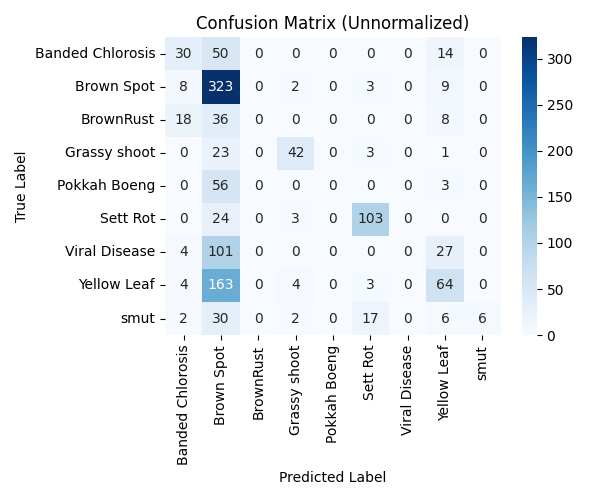 Confusion Matrix (Unnormalized)
Banded Chlorosis 30 50 0 0 0 0 0 14 0
Brown Spot 8 323 0 2 0 3 0 9 0
BrownRust 18 36 0 0 0 0 0 8 0
Grassy shoot 0 23 0 42 0 3 0 1 0
Pokkah Boeng 0 56 0 0 0 0 0 3 0
Sett Rot 0 24 0 3 0 103 0 0 0
Viral Disease 4 101 0 0 0 0 0 27 0
Yellow Leaf 4 163 0 4 0 3 0 64 0
smut 2 30 0 2 0 17 0 6 6
True Label
Banded Chlorosis
Brown Spot
BrownRust
Grassy shoot
Pokkah Boeng
Sett Rot
Viral Disease
Yellow Leaf
smut
Predicted Label
300
250
200
150
100
50
0